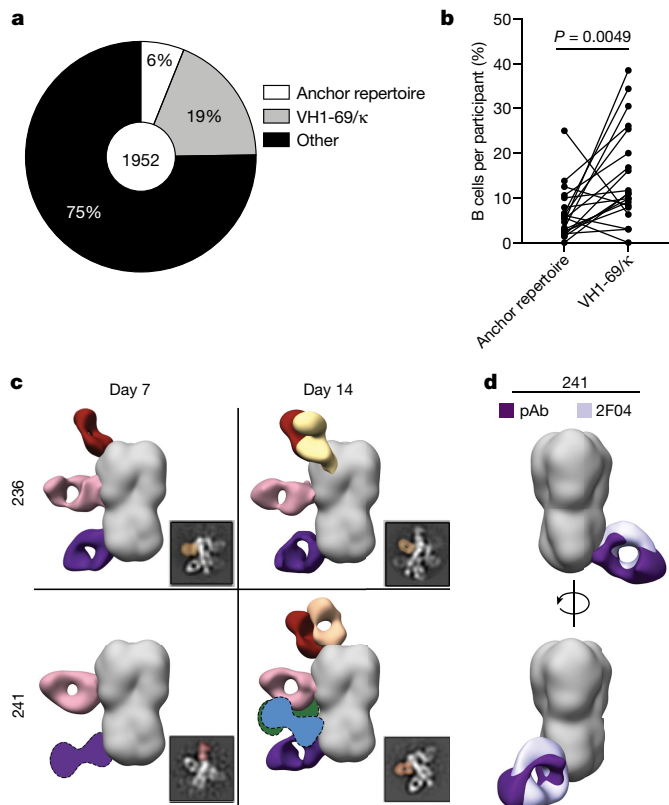 a
6%
19%
75%
1952
Anchor repertoire
VH1-69/κ
Other
b
P = 0.0049
B cells per participant (%)
50
40
30
20
10
0
Anchor repertoire
VH1-69/κ
c
Day 7
Day 14
236
241
d
241
pAb
2F04